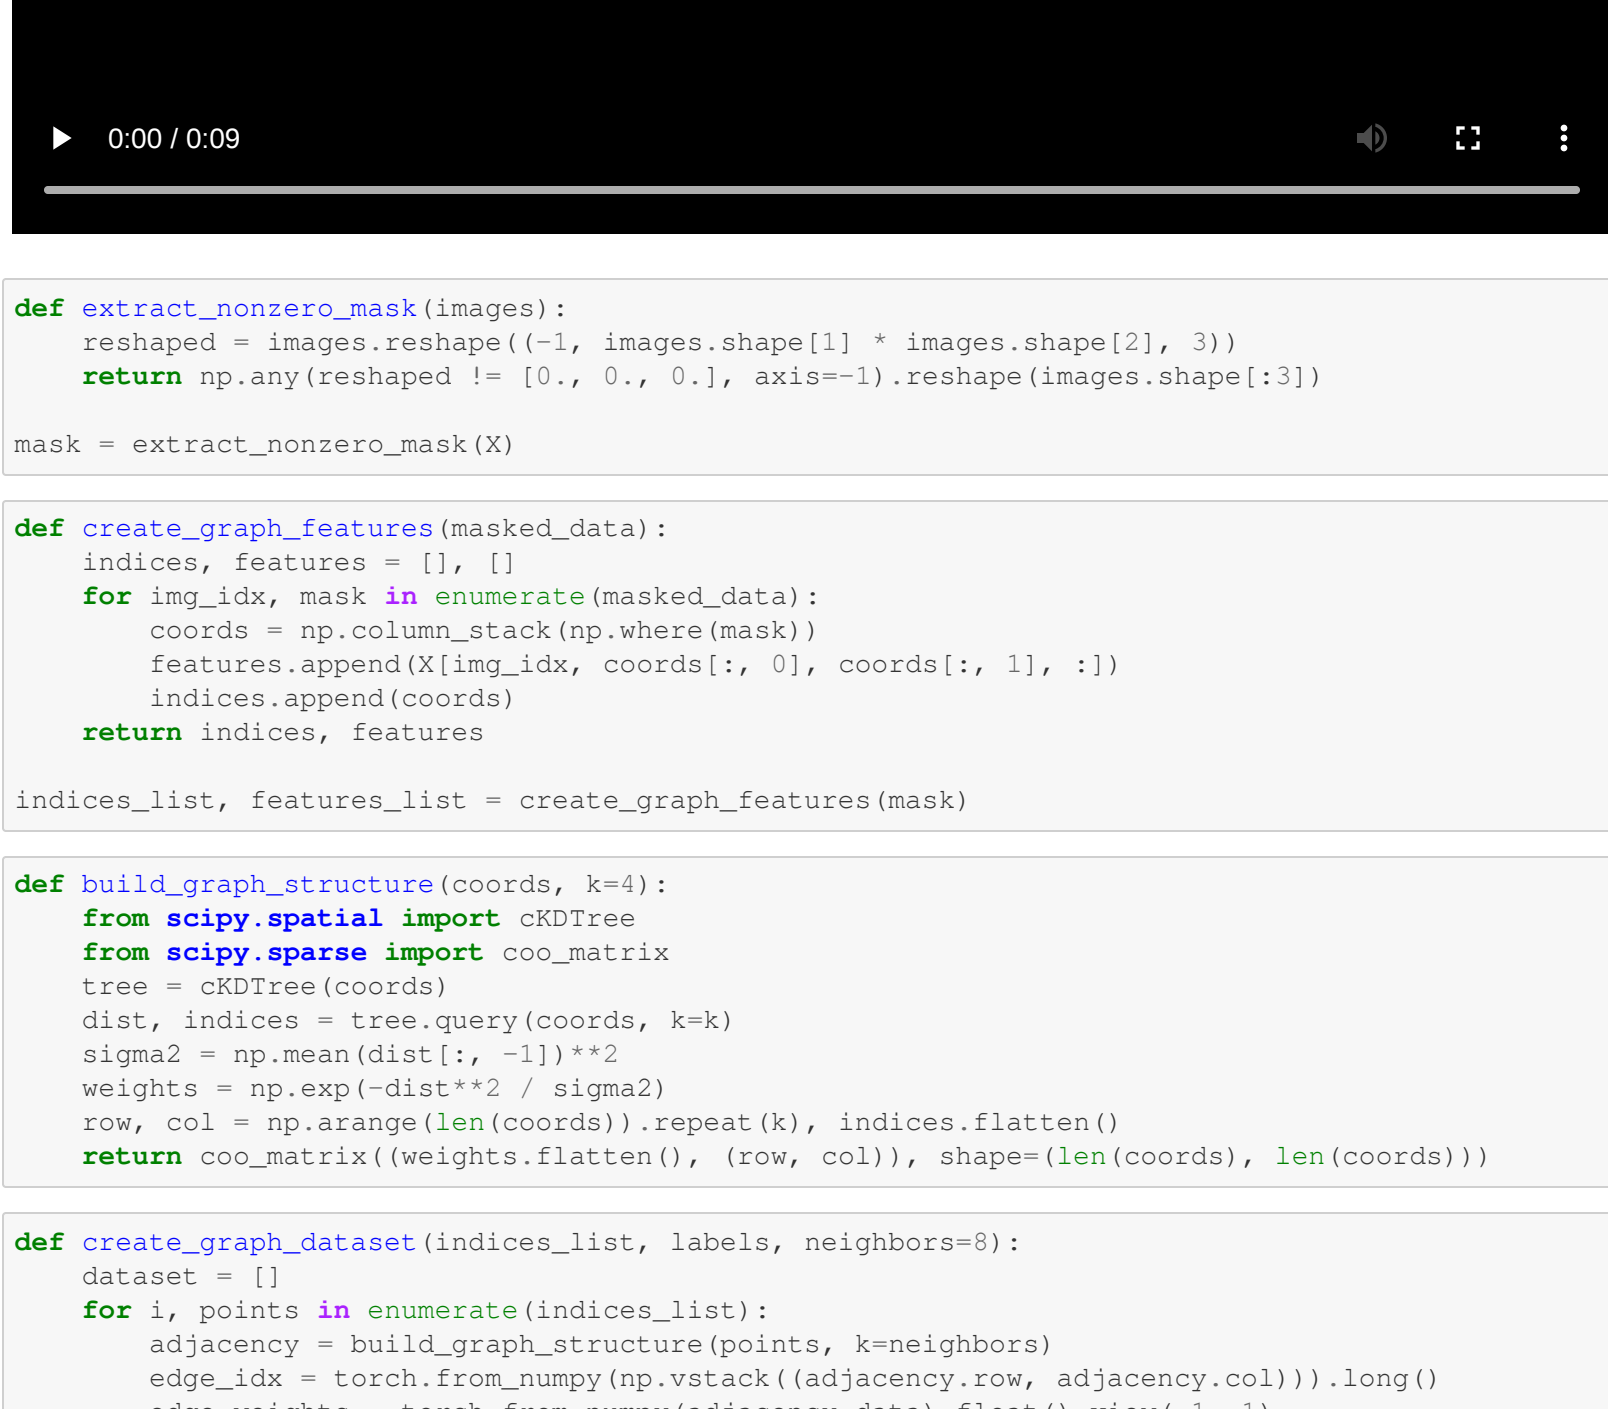 0:00 / 0:09
def extract_nonzero_mask(images):
    reshaped = images.reshape((-1, images.shape[1] * images.shape[2], 3))
    return np.any(reshaped != [0., 0., 0.], axis=-1).reshape(images.shape[:3])
mask = extract_nonzero_mask(X)
def create_graph_features(masked_data):
    indices, features = [], []
    for img_idx, mask in enumerate(masked_data):
        coords = np.column_stack(np.where(mask))
        features.append(X[img_idx, coords[:, 0], coords[:, 1], :])
        indices.append(coords)
    return indices, features
indices_list, features_list = create_graph_features(mask)
def build_graph_structure(coords, k=4):
    from scipy.spatial import cKDTree
    from scipy.sparse import coo_matrix
    tree = cKDTree(coords)
    dist, indices = tree.query(coords, k=k)
    sigma2 = np.mean(dist[:, -1])**2
    weights = np.exp(-dist**2 / sigma2)
    row, col = np.arange(len(coords)).repeat(k), indices.flatten()
    return coo_matrix((weights.flatten(), (row, col)), shape=(len(coords), len(coords)))
def create_graph_dataset(indices_list, labels, neighbors=8):
    dataset = []
    for i, points in enumerate(indices_list):
        adjacency = build_graph_structure(points, k=neighbors)
        edge_idx = torch.from_numpy(np.vstack((adjacency.row, adjacency.col))).long()